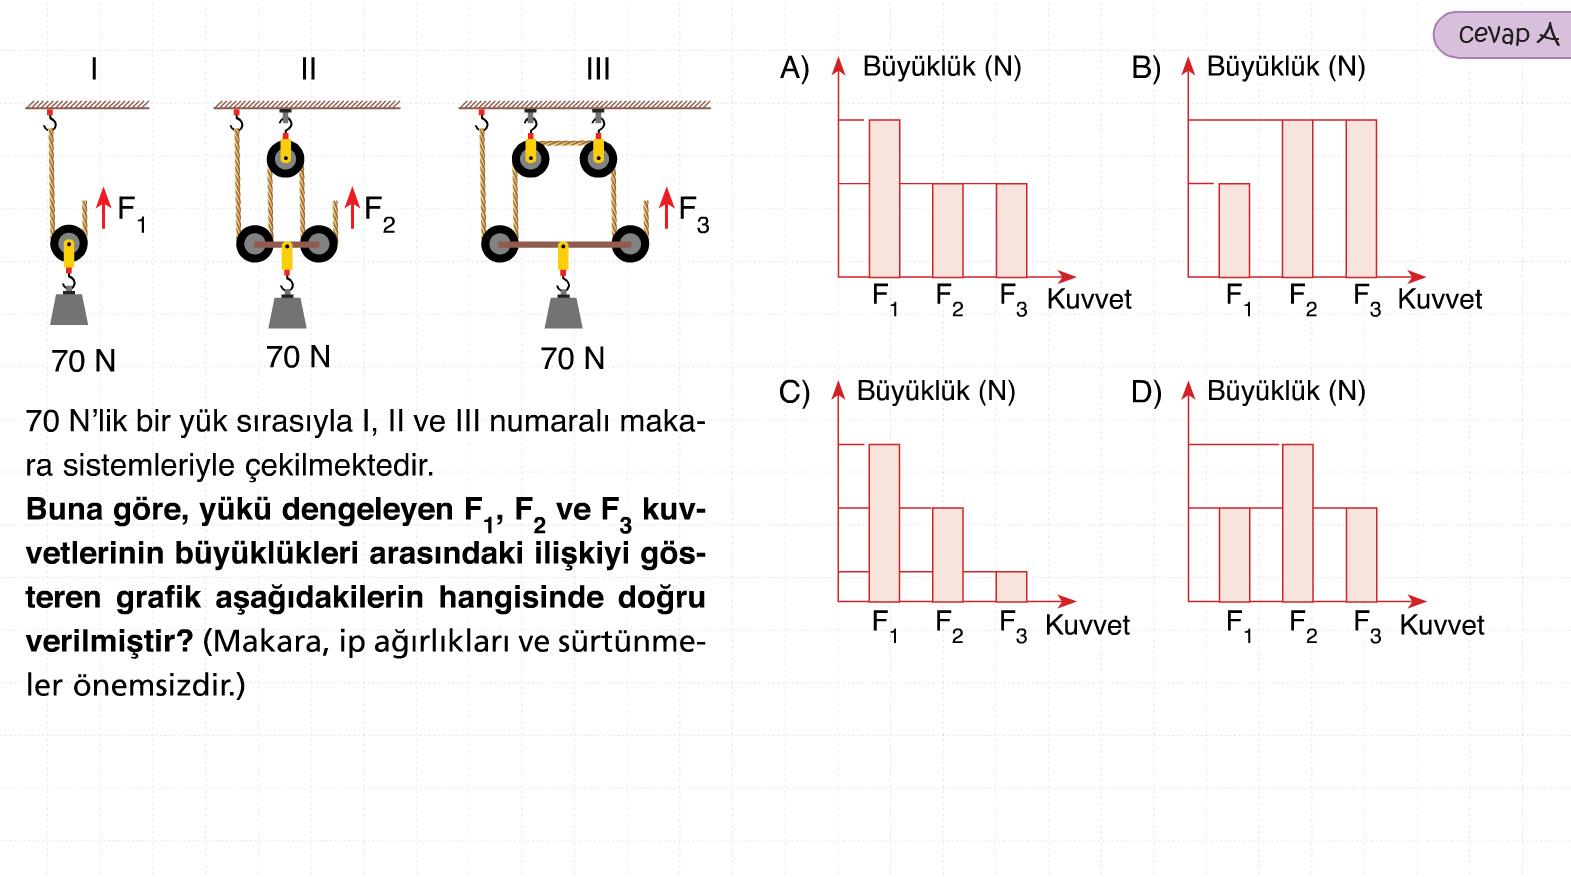 cevap A
I
II
III
F1
F2
F3
70 N
70 N
70 N
70 N’lik bir yük sırasıyla I, II ve III numaralı maka-
ra sistemleriyle çekilmektedir.
Buna göre, yükü dengeleyen F1, F2 ve F3 kuv-
vetlerinin büyüklükleri arasındaki ilişkiyi gös-
teren grafik aşağıdakilerin hangisinde doğru
verilmiştir? (Makara, ip ağırlıkları ve sürtünme-
ler önemsizdir.)
A) Büyüklük (N)
F1 F2 F3 Kuvvet
B) Büyüklük (N)
F1 F2 F3 Kuvvet
C) Büyüklük (N)
F1 F2 F3 Kuvvet
D) Büyüklük (N)
F1 F2 F3 Kuvvet